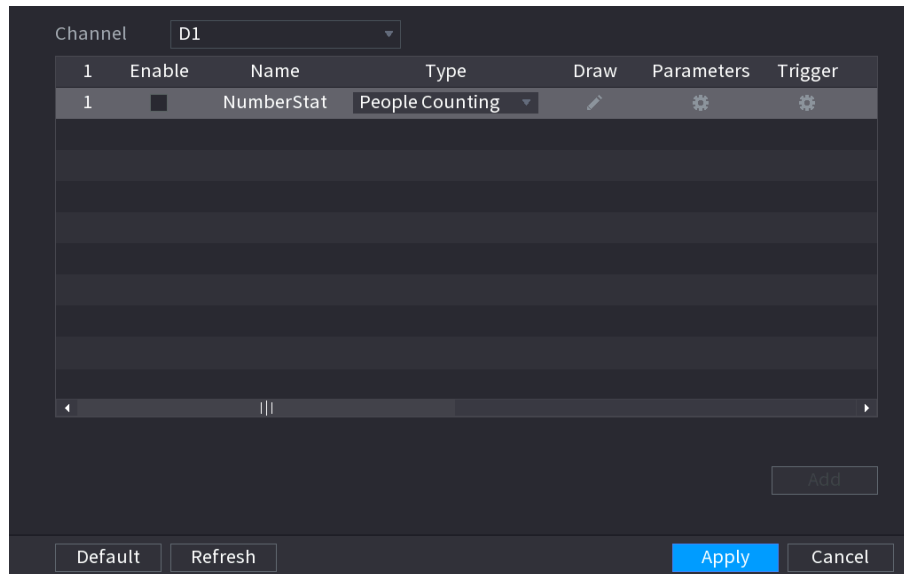 Channel D1
1 Enable Name Type Draw Parameters Trigger
1 NumberStat People Counting
Add
Default Refresh Apply Cancel